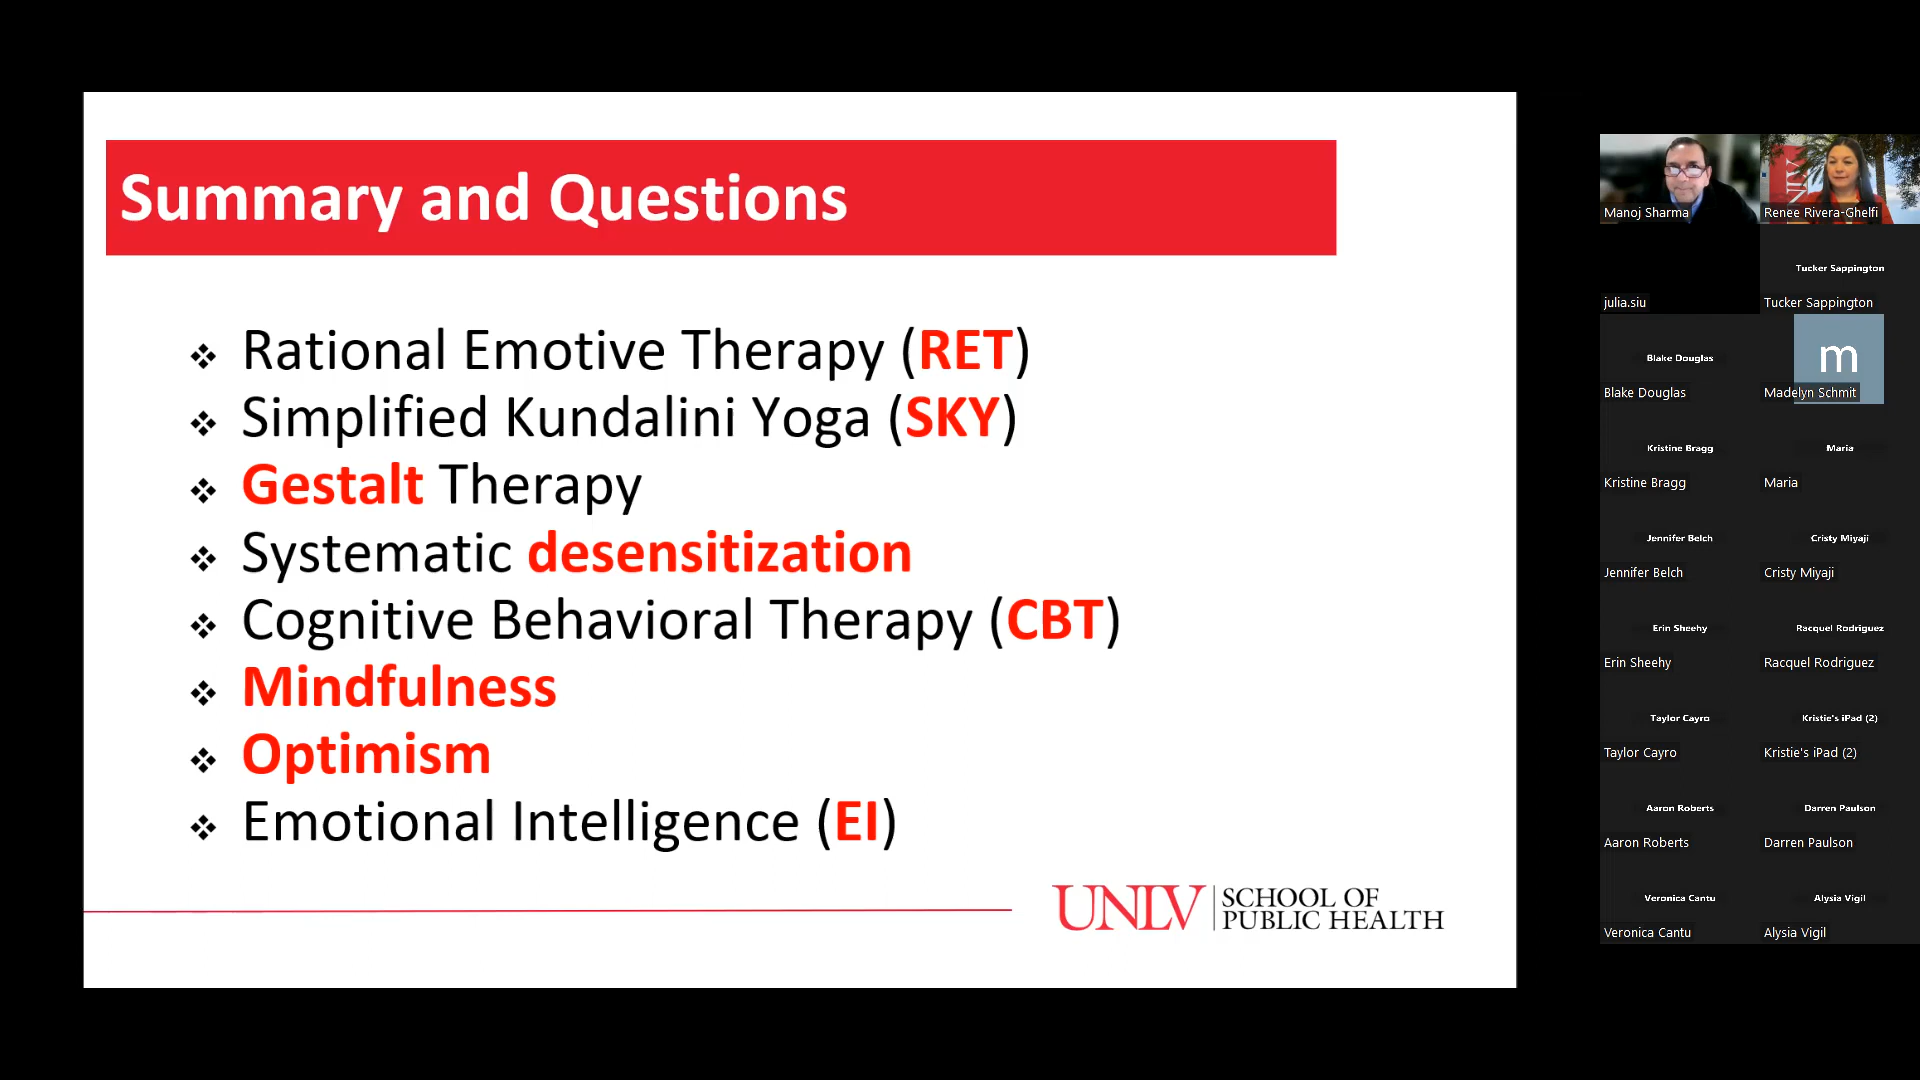 Summary and Questions
❖ Rational Emotive Therapy (RET)
❖ Simplified Kundalini Yoga (SKY)
❖ Gestalt Therapy
❖ Systematic desensitization
❖ Cognitive Behavioral Therapy (CBT)
❖ Mindfulness
❖ Optimism
❖ Emotional Intelligence (EI)
UNLV
SCHOOL OF
PUBLIC HEALTH
Manoj Sharma
Renee Rivera-Ghelfi
julia.siu
Tucker Sappington
Tucker Sappington
Blake Douglas
Blake Douglas
m
Madelyn Schmit
Kristine Bragg
Kristine Bragg
Maria
Maria
Jennifer Belch
Jennifer Belch
Cristy Miyaji
Cristy Miyaji
Erin Sheehy
Erin Sheehy
Racquel Rodriguez
Racquel Rodriguez
Taylor Cayro
Taylor Cayro
Kristie's iPad (2)
Kristie's iPad (2)
Aaron Roberts
Aaron Roberts
Darren Paulson
Darren Paulson
Veronica Cantu
Veronica Cantu
Alysia Vigil
Alysia Vigil